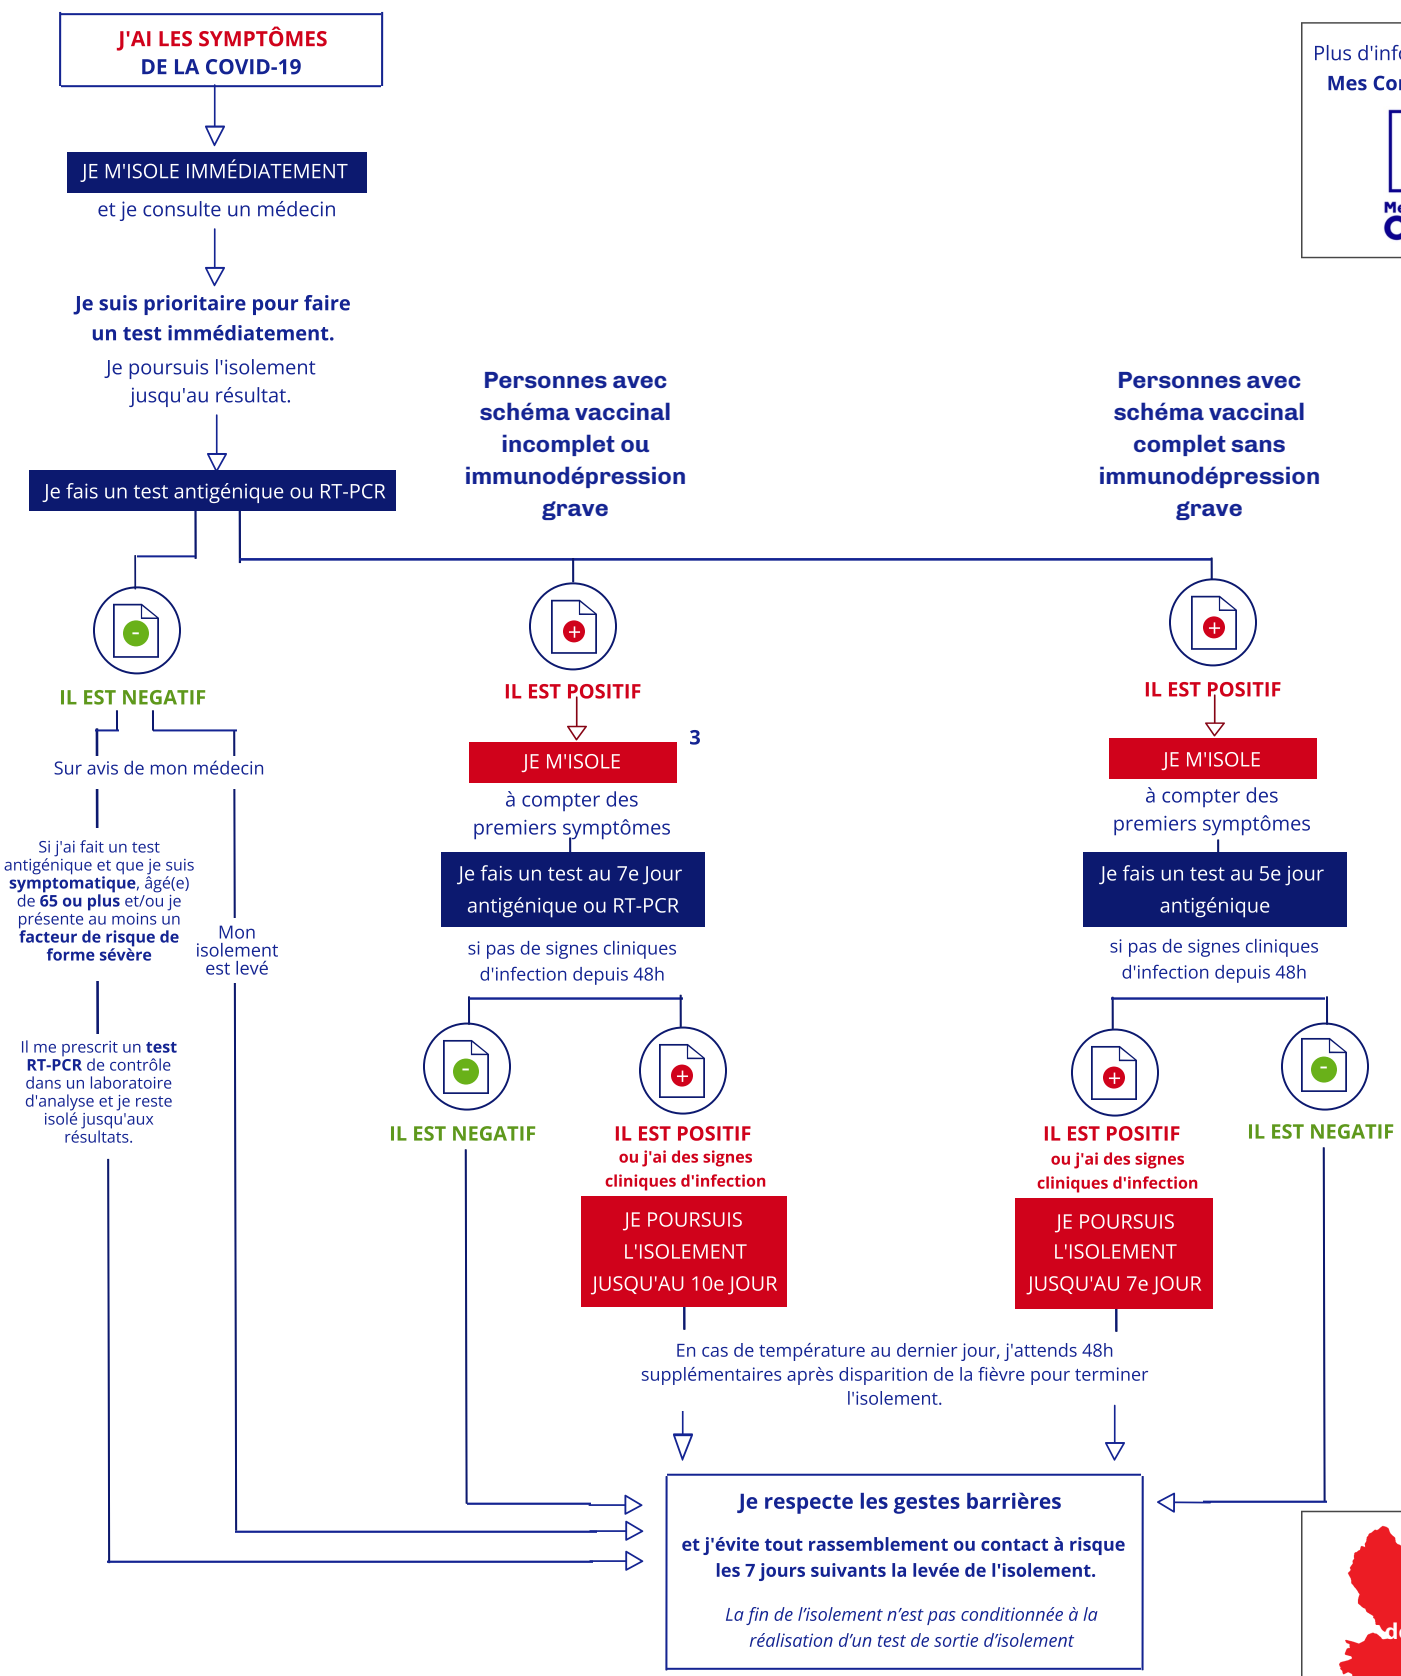 J'AI LES SYMPTÔMES
DE LA COVID-19
JE M'ISOLE IMMÉDIATEMENT
et je consulte un médecin
Je suis prioritaire pour faire
un test immédiatement.
Je poursuis l'isolement
jusqu'au résultat.
Je fais un test antigénique ou RT-PCR
Plus d'info
Mes Con
Personnes avec
schéma vaccinal
incomplet ou
immunodépression
grave
Personnes avec
schéma vaccinal
complet sans
immunodépression
grave
-
IL EST NEGATIF
Sur avis de mon médecin
Si j'ai fait un test
antigénique et que je suis
symptomatique, âgé(e)
de 65 ou plus et/ou je
présente au moins un
facteur de risque de
forme sévère
Il me prescrit un test
RT-PCR de contrôle
dans un laboratoire
d'analyse et je reste
isolé jusqu'aux
résultats.
Mon
isolement
est levé
+
IL EST POSITIF
3
JE M'ISOLE
à compter des
premiers symptômes
Je fais un test au 7e Jour
antigénique ou RT-PCR
si pas de signes cliniques
d'infection depuis 48h
-
IL EST NEGATIF
+
IL EST POSITIF
ou j'ai des signes
cliniques d'infection
JE POURSUIS
L'ISOLEMENT
JUSQU'AU 10e JOUR
+
IL EST POSITIF
JE M'ISOLE
à compter des
premiers symptômes
Je fais un test au 5e jour
antigénique
si pas de signes cliniques
d'infection depuis 48h
+
IL EST POSITIF
ou j'ai des signes
cliniques d'infection
JE POURSUIS
L'ISOLEMENT
JUSQU'AU 7e JOUR
-
IL EST NEGATIF
En cas de température au dernier jour, j'attends 48h
supplémentaires après disparition de la fièvre pour terminer
l'isolement.
Je respecte les gestes barrières
et j'évite tout rassemblement ou contact à risque
les 7 jours suivants la levée de l'isolement.
La fin de l’isolement n’est pas conditionnée à la
réalisation d’un test de sortie d’isolement